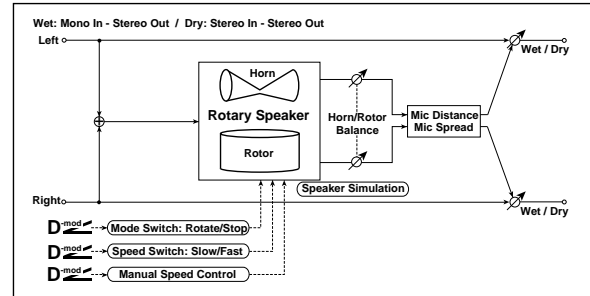 Wet: Mono In - Stereo Out / Dry: Stereo In - Stereo Out
Left
Wet / Dry
Horn
Rotary Speaker
Rotor
Horn/Rotor
Balance
Mic Distance
Mic Spread
Speaker Simulation
Right
Wet / Dry
D-mod
Mode Switch: Rotate/Stop
D-mod
Speed Switch: Slow/Fast
D-mod
Manual Speed Control